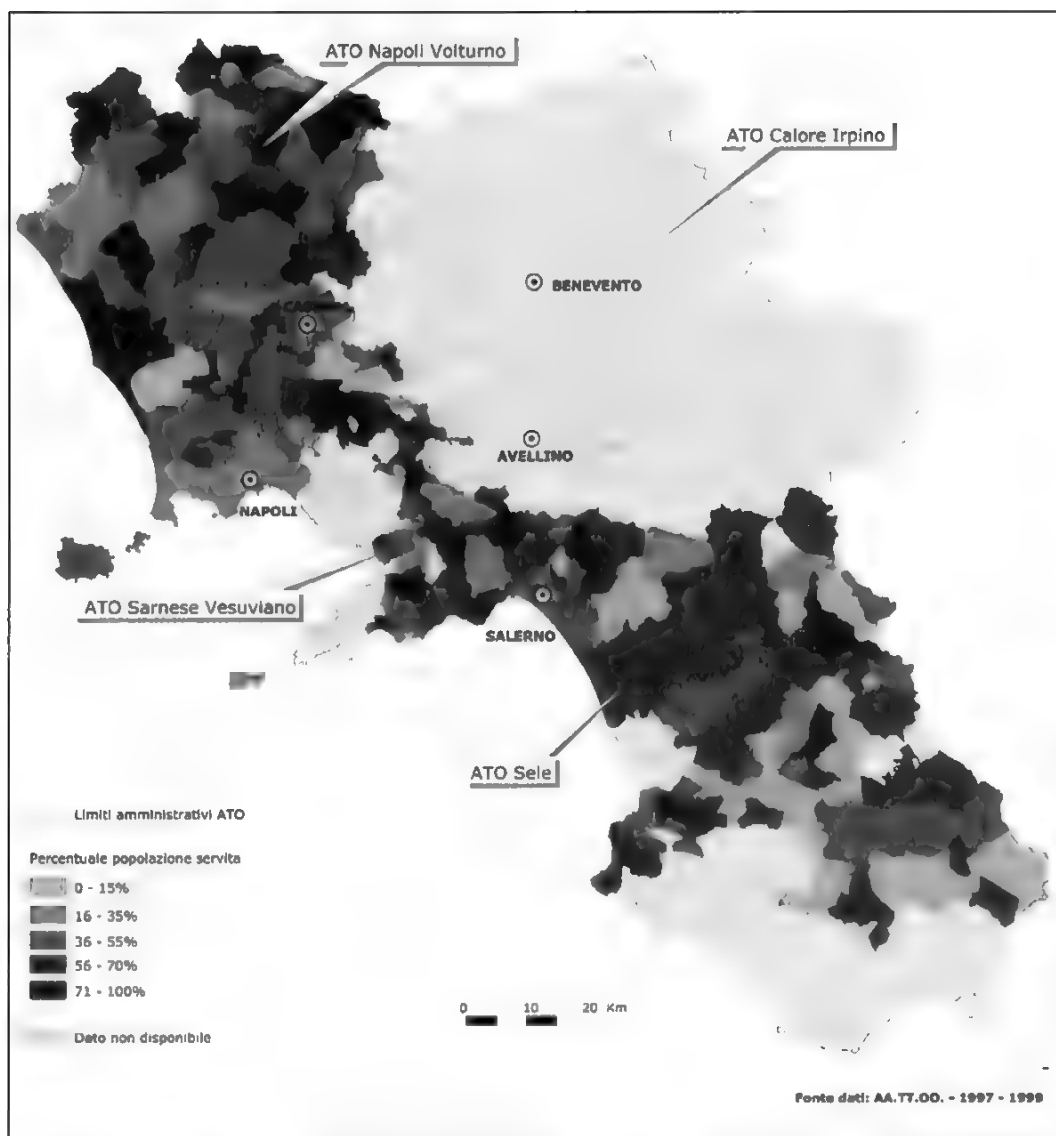 ATO Napoli Volturno
ATO Calore Irpino
BENEVENTO
AVELLINO
NAPOLI
ATO Sarnese Vesuviano
SALERNO
ATO Sele
Limiti amministrativi ATO
Percentuale popolazione servita
0 - 15%
16 - 35%
36 - 55%
56 - 70%
71 - 100%
Dato non disponibile
0 10 20 Km
Fonte dati: AA.TT.OO. - 1997 - 1999